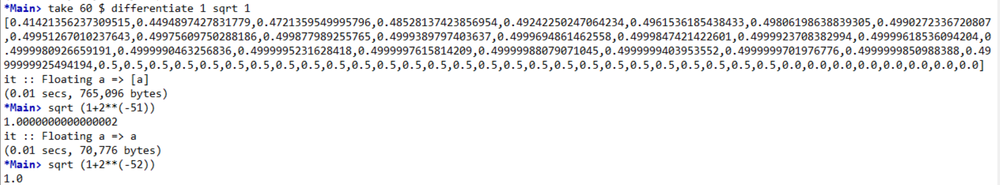 *Main> take 60 $ differentiate 1 sqrt 1
[0.41421356237309515,0.4494897427831779,0.4721359549995796,0.48528137423856954,0.49242250247064234,0.4961536185438433,0.49806198638839305,0.4990272336720807
,0.49951267010237643,0.49975609750288186,0.499877989255765,0.4999389797403637,0.4999694861462558,0.4999847421422601,0.4999923708382994,0.49999618536094204,0
.4999980926659191,0.4999990463256836,0.4999995231628418,0.4999997615814209,0.49999988079071045,0.4999999403953552,0.4999999701976776,0.4999999850988388,0.49
999999925494194,0.5,0.5,0.5,0.5,0.5,0.5,0.5,0.5,0.5,0.5,0.5,0.5,0.5,0.5,0.5,0.5,0.5,0.5,0.5,0.5,0.5,0.5,0.5,0.5,0.5,0.5,0.5,0.0,0.0,0.0,0.0,0.0,0.0,0.0,0.0]
it :: Floating a => [a]
(0.01 secs, 765,096 bytes)
*Main> sqrt (1+2**(-51))
1.0000000000000002
it :: Floating a => a
(0.01 secs, 70,776 bytes)
*Main> sqrt (1+2**(-52))
1.0